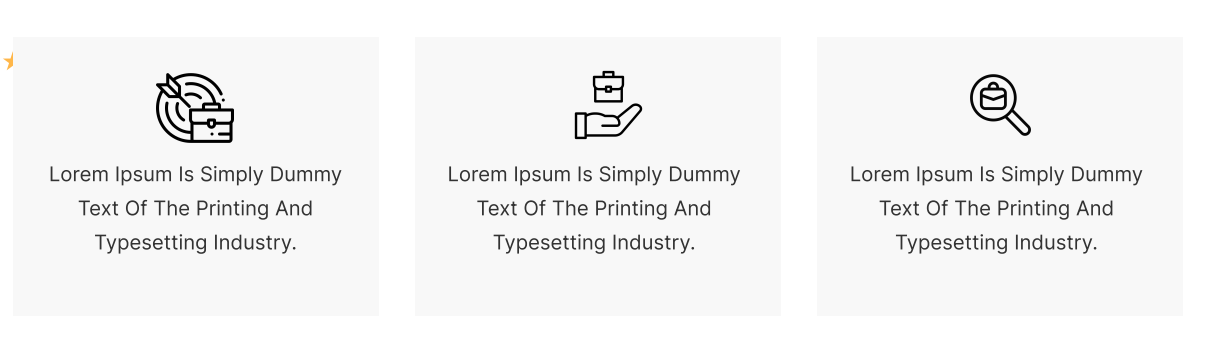 Lorem Ipsum Is Simply Dummy
Text Of The Printing And
Typesetting Industry.
Lorem Ipsum Is Simply Dummy
Text Of The Printing And
Typesetting Industry.
Lorem Ipsum Is Simply Dummy
Text Of The Printing And
Typesetting Industry.